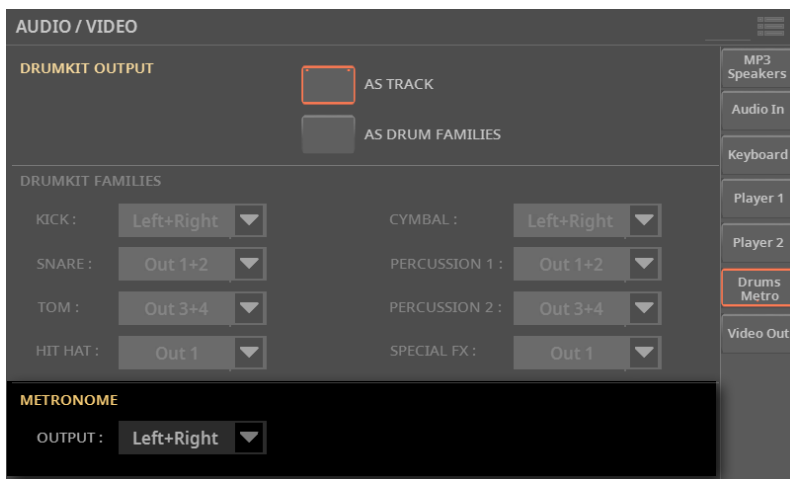 AUDIO / VIDEO
DRUMKIT OUTPUT
AS TRACK
AS DRUM FAMILIES
DRUMKIT FAMILIES
KICK : Left+Right CYMBAL : Left+Right
SNARE : Out 1+2 PERCUSSION 1 : Out 1+2
TOM : Out 3+4 PERCUSSION 2 : Out 3+4
HIT HAT : Out 1 SPECIAL FX : Out 1
METRONOME
OUTPUT : Left+Right
MP3
Speakers
Audio In
Keyboard
Player 1
Player 2
Drums
Metro
Video Out